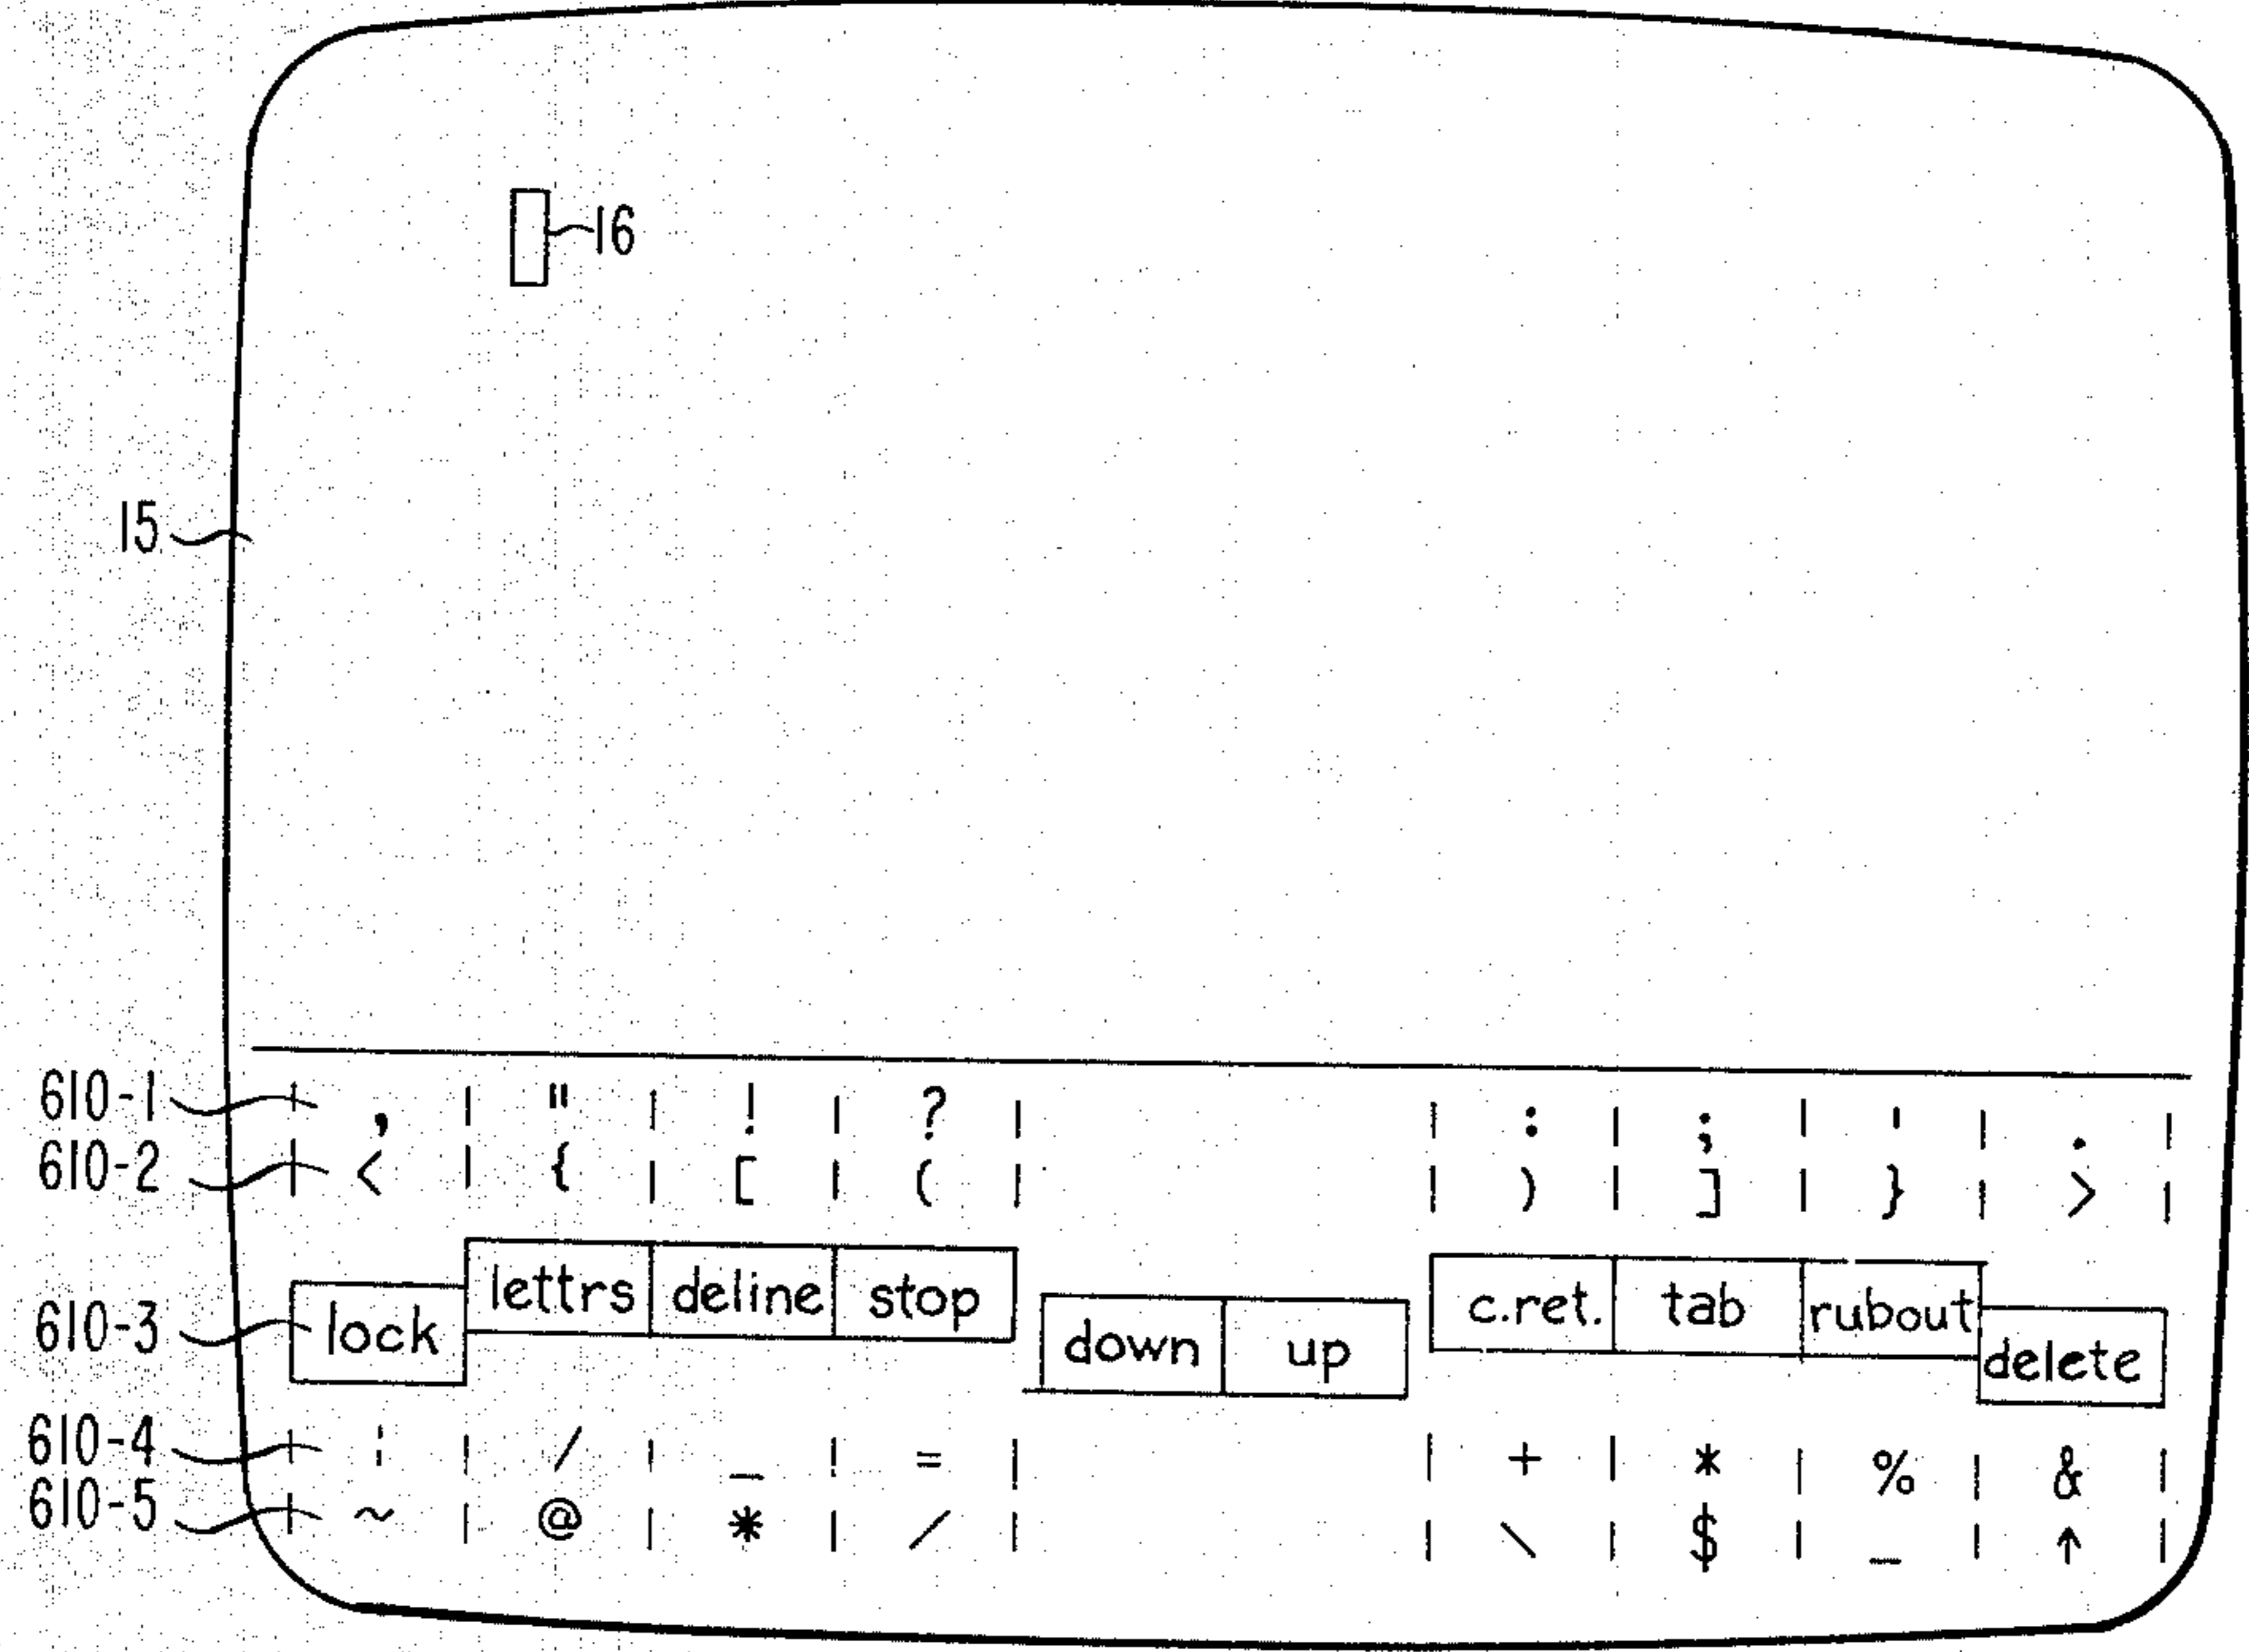 16
15
610-1 , | " | ! | ? | | : | ; | ' | . |
610-2 < | { | [ | ( | | ) | ] | } | > |
610-3 lock lettrs deline stop down up c.ret. tab rubout delete
610-4 ¦ | / | _ | = | | + | * | % | & |
610-5 ~ | @ | * | / | | \ | $ | _ | ↑ |